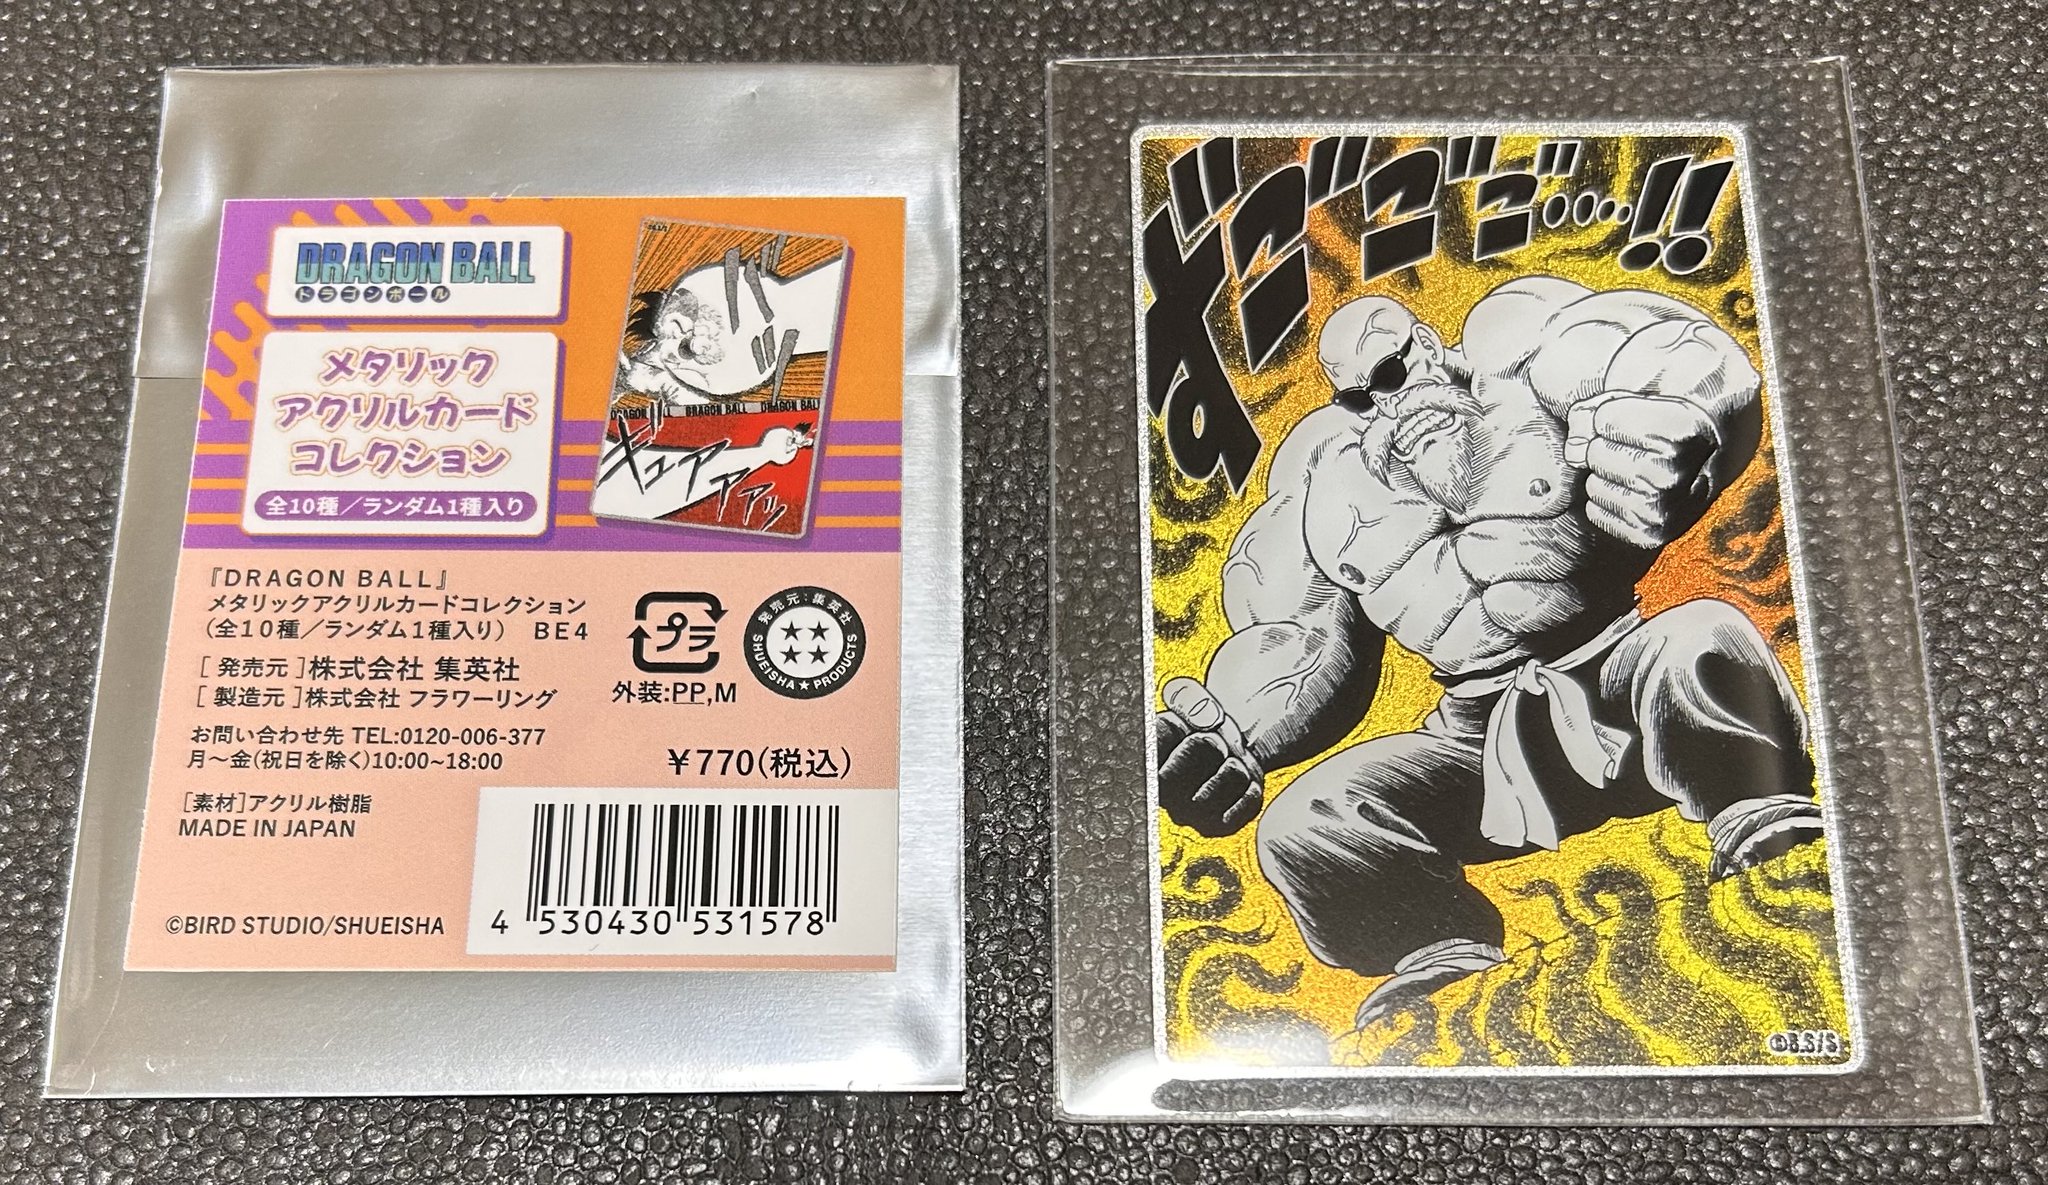 DRAGON BALL
ドラゴンボール
メタリック
アクリルカード
コレクション
全10種/ランダム1種入り
ギュアアアアッ
DRAGON BALL
『DRAGON BALL』
メタリックアクリルカードコレクション
(全10種/ランダム1種入り) BE4
[ 発売元 ]株式会社 集英社
[ 製造元 ]株式会社 フラワーリング
プラ
外装:PP,M
発売元:集英社
SHUEISHA★PRODUCTS
お問い合わせ先 TEL:0120-006-377
月~金(祝日を除く)10:00~18:00
¥770(税込)
[素材]アクリル樹脂
MADE IN JAPAN
4 530430 531578
©BIRD STUDIO/SHUEISHA
ずごごご…!!
©B.S/S